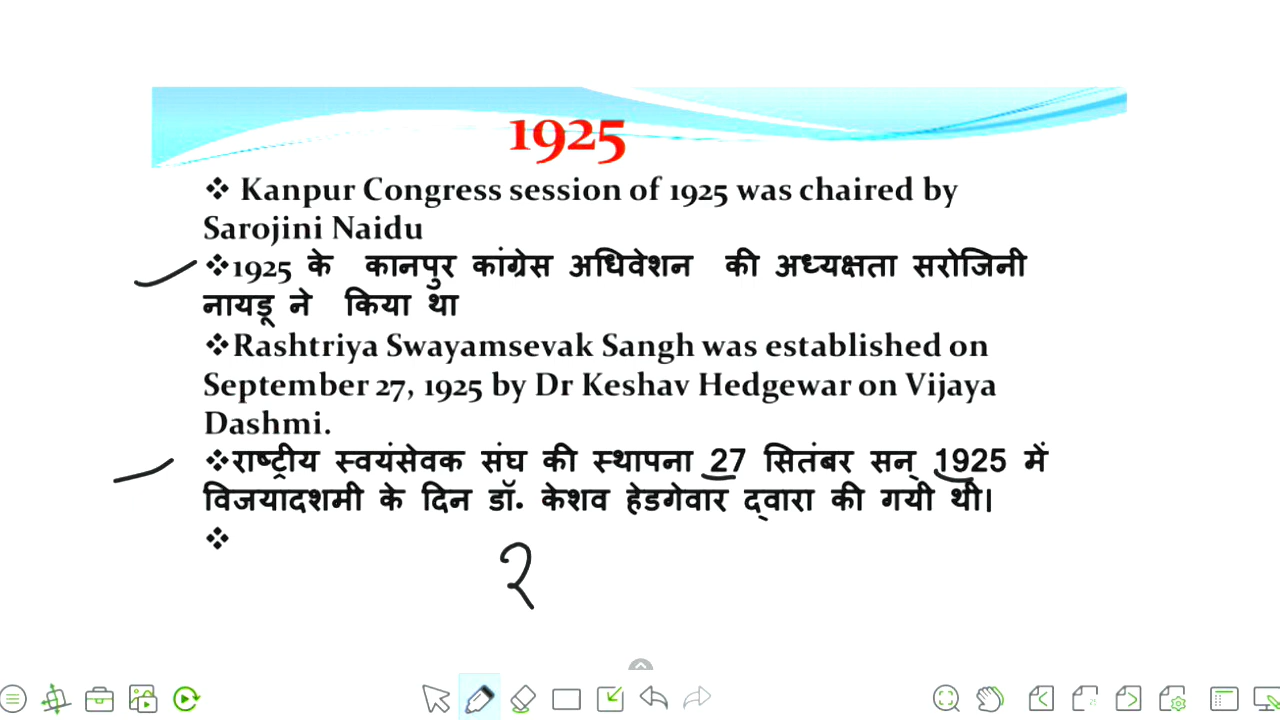 1925
❖ Kanpur Congress session of 1925 was chaired by
Sarojini Naidu
❖1925 के कानपुर कांग्रेस अधिवेशन की अध्यक्षता सरोजिनी
नायडू ने किया था
❖Rashtriya Swayamsevak Sangh was established on
September 27, 1925 by Dr Keshav Hedgewar on Vijaya
Dashmi.
❖राष्ट्रीय स्वयंसेवक संघ की स्थापना 27 सितंबर सन् 1925 में
विजयादशमी के दिन डॉ. केशव हेडगेवार द्वारा की गयी थी।
❖
२